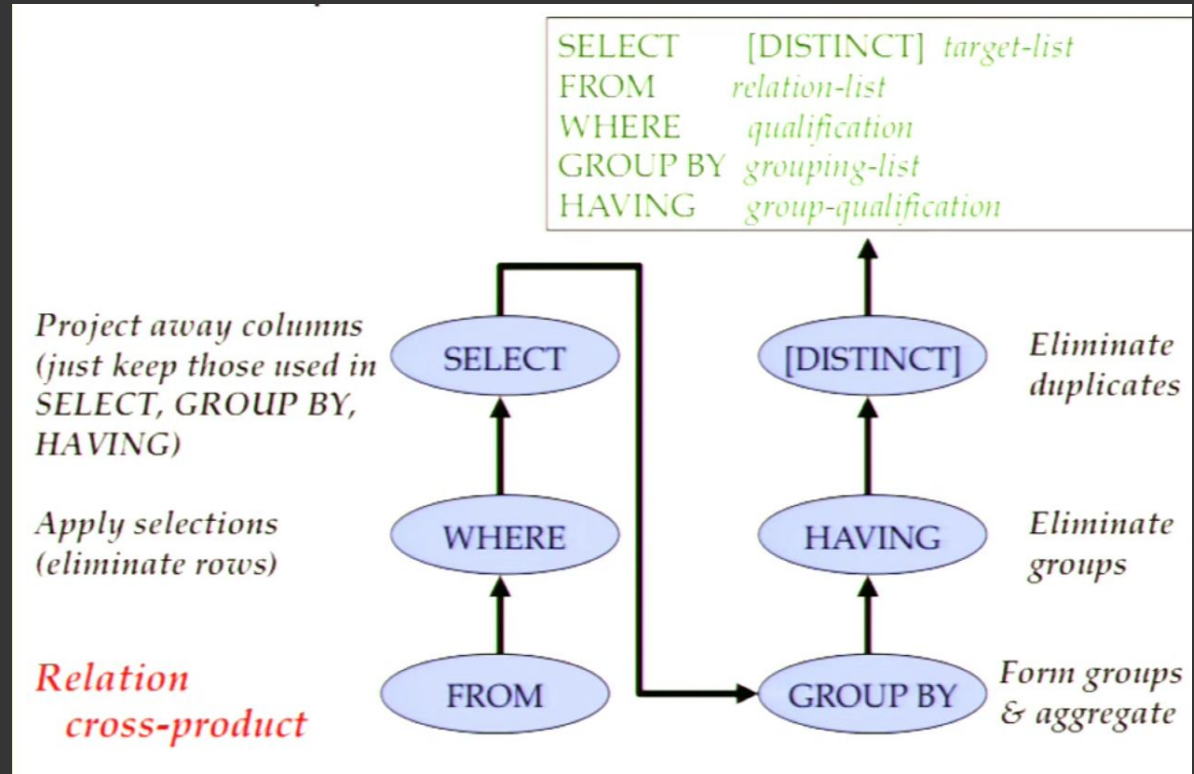 SELECT [DISTINCT] target-list
FROM relation-list
WHERE qualification
GROUP BY grouping-list
HAVING group-qualification
Project away columns
(just keep those used in
SELECT, GROUP BY,
HAVING)
SELECT
[DISTINCT]
Eliminate
duplicates
Apply selections
(eliminate rows)
WHERE
HAVING
Eliminate
groups
Relation
cross-product
FROM
GROUP BY
Form groups
& aggregate